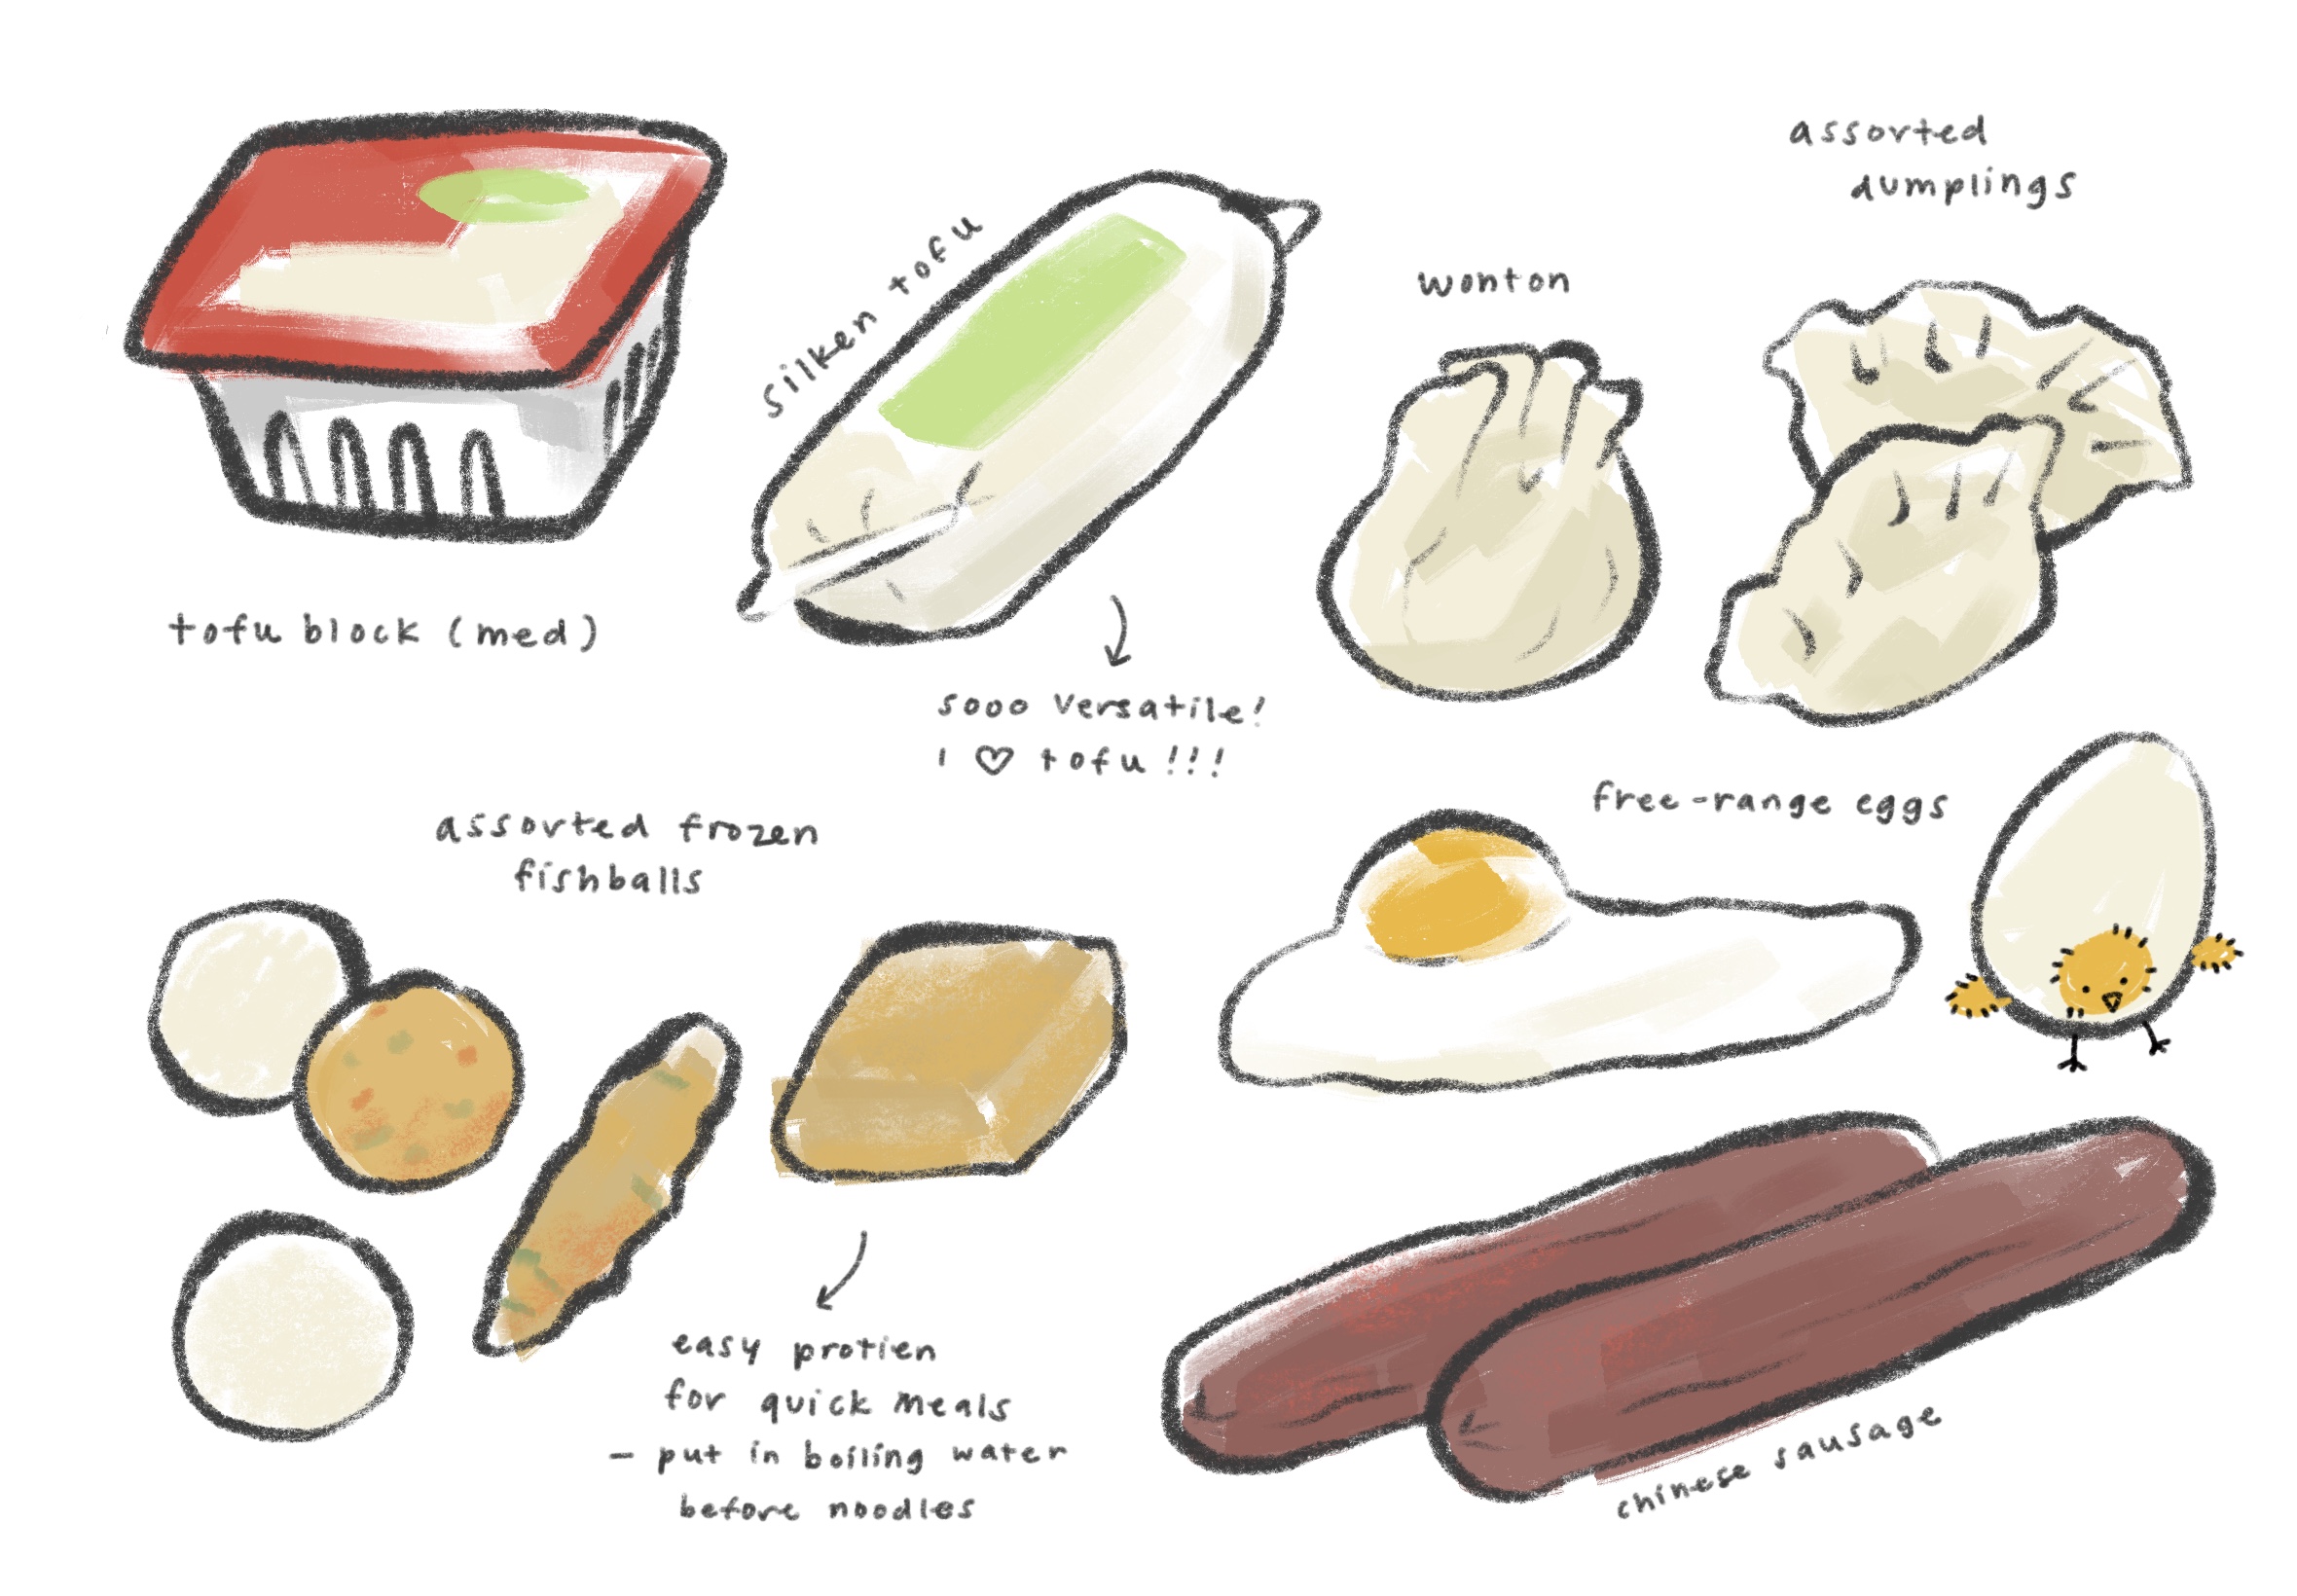 assorted
dumplings
silken tofu
wonton
tofu block (med)
sooo versatile!
I ♡ tofu!!!
free-range eggs
assorted frozen
fishballs
easy protien
for quick meals
- put in boiling water
before noodles
chinese sausage